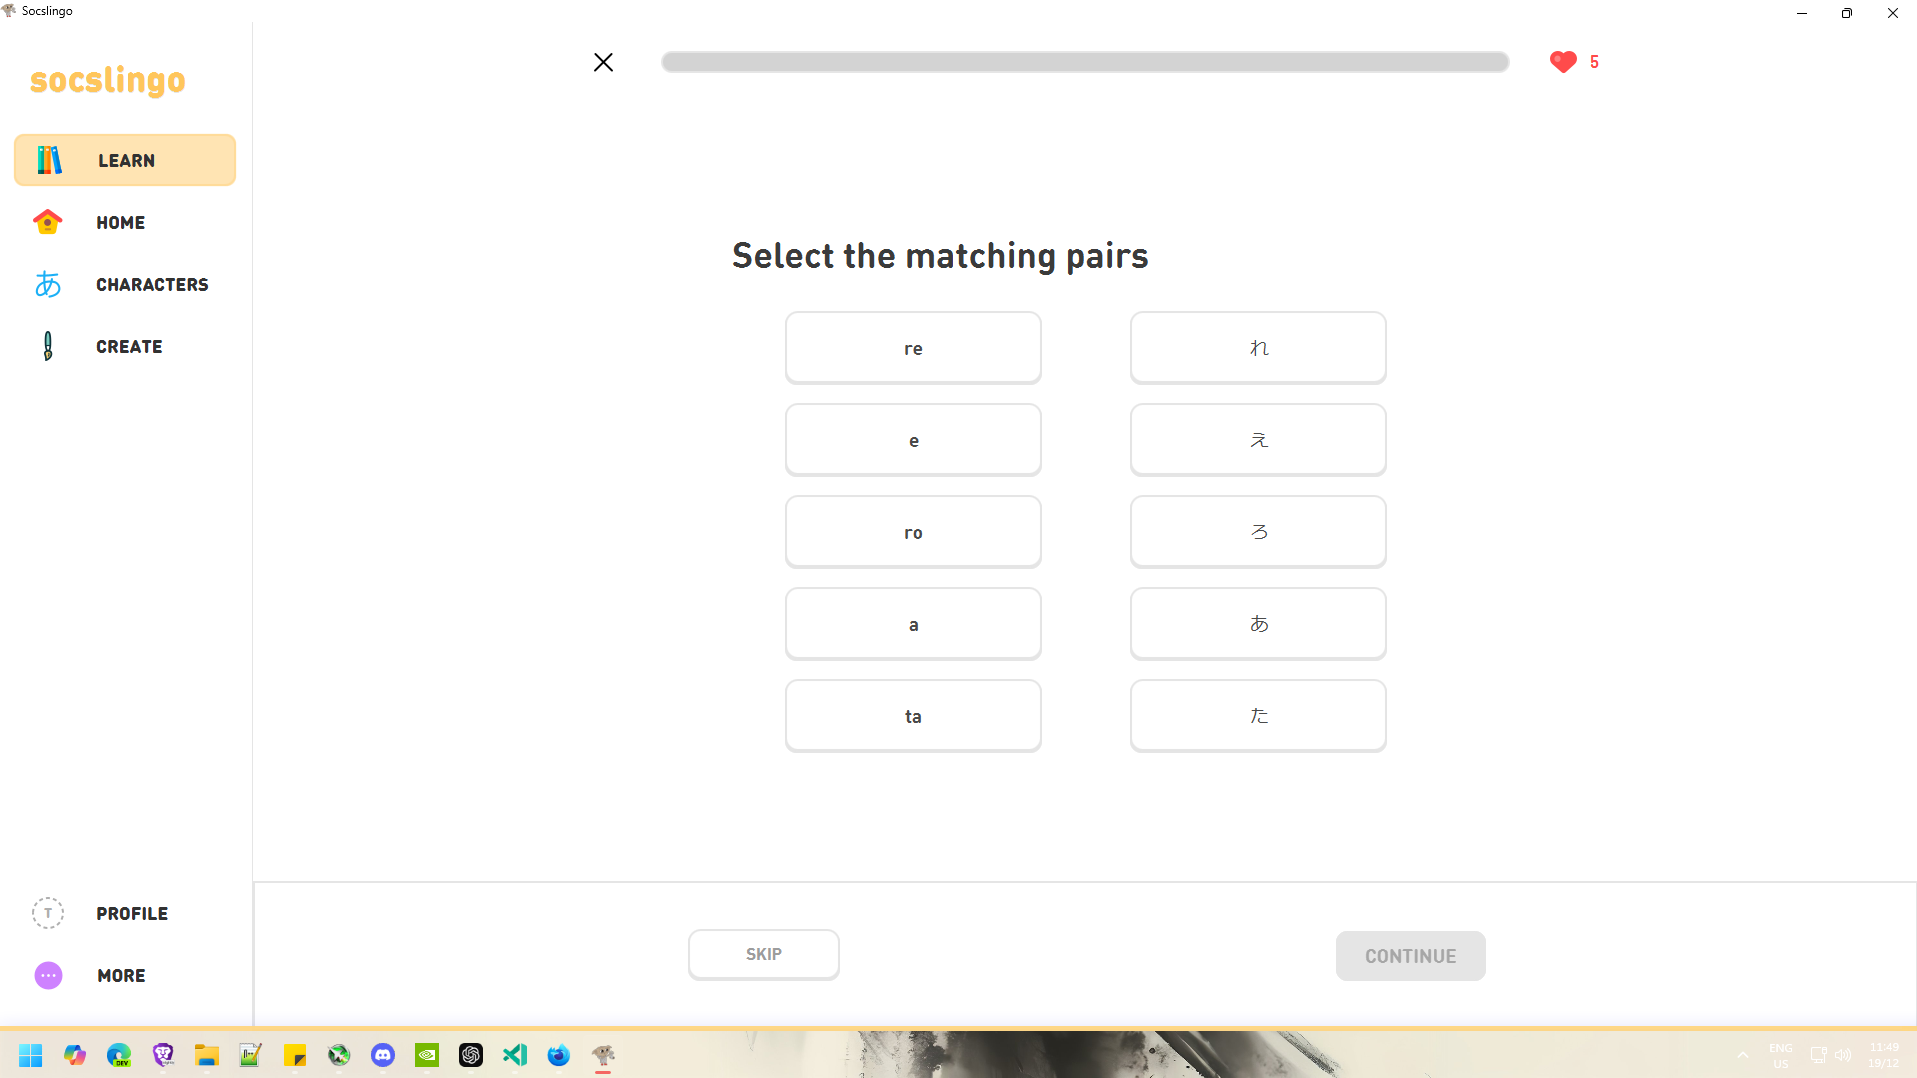 Socslingo
socslingo
LEARN
HOME
あ CHARACTERS
CREATE
T PROFILE
MORE
5
Select the matching pairs
re れ
e え
ro ろ
a あ
ta た
SKIP CONTINUE
DEV
ENG
US
11:49
19/12